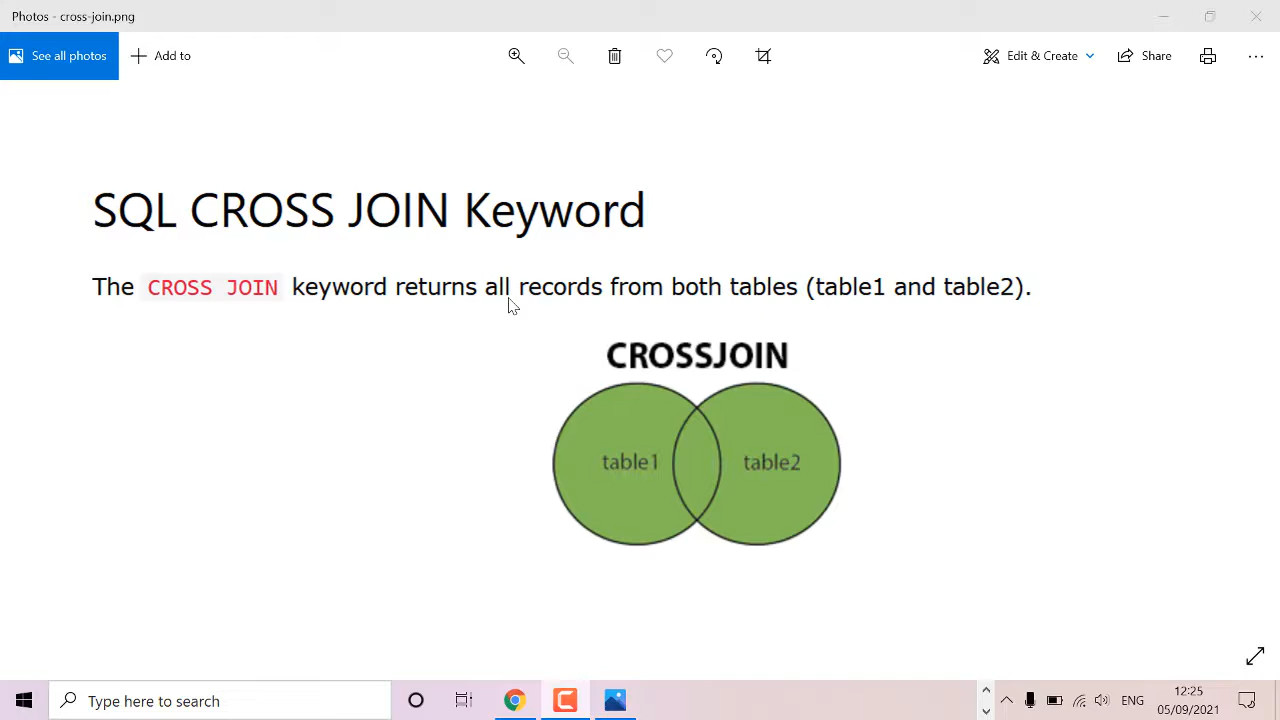 Photos - cross-join.png
See all photos
Add to
Edit & Create
Share
SQL CROSS JOIN Keyword
The CROSS JOIN keyword returns all records from both tables (table1 and table2).
CROSSJOIN
table1
table2
Type here to search
ENG
12:25
05/09/2021